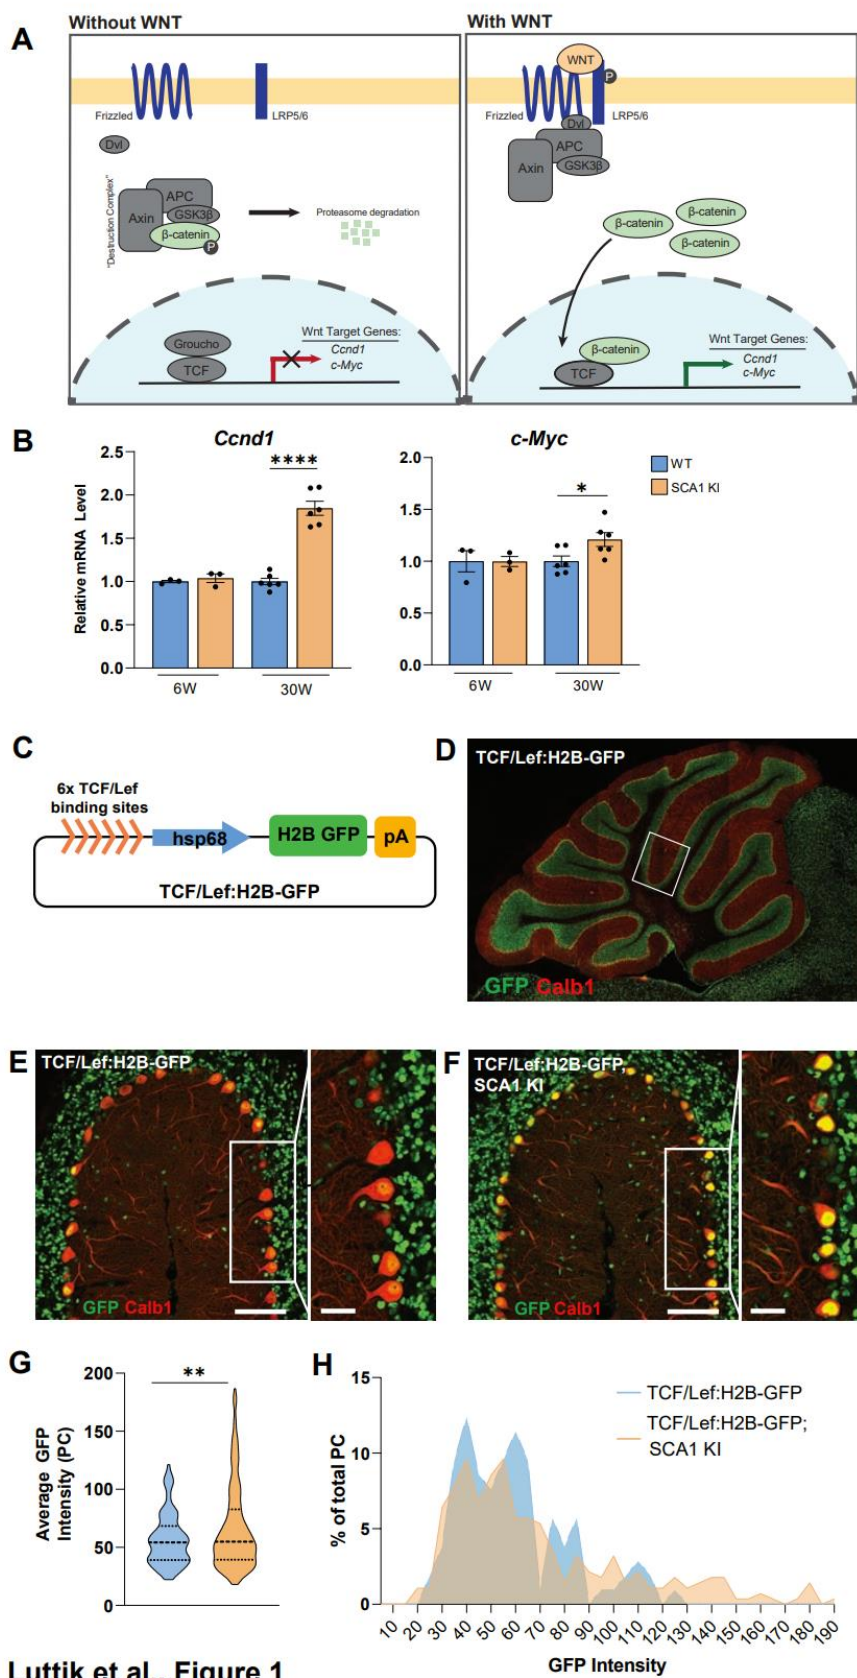 A
Without WNT
With WNT
Frizzled
LRP5/6
Dvl
"Destruction Complex"
APC
Axin
GSK3β
β-catenin
P
Proteasome degradation
Groucho
TCF
Wnt Target Genes:
Ccnd1
c-Myc
WNT
P
Frizzled
LRP5/6
Dvl
APC
Axin
GSK3β
β-catenin
β-catenin
β-catenin
β-catenin
TCF
Wnt Target Genes:
Ccnd1
c-Myc
B
Ccnd1
Relative mRNA Level
2.5
2.0
1.5
1.0
0.5
0.0
****
6W
30W
c-Myc
2.0
1.5
1.0
0.5
0.0
*
6W
30W
WT
SCA1 KI
C
6x TCF/Lef
binding sites
hsp68
H2B GFP
pA
TCF/Lef:H2B-GFP
D
TCF/Lef:H2B-GFP
GFP Calb1
E
TCF/Lef:H2B-GFP
GFP Calb1
F
TCF/Lef:H2B-GFP;
SCA1 KI
GFP Calb1
G
Average GFP
Intensity (PC)
200
150
100
50
0
**
H
% of total PC
15
10
5
0
TCF/Lef:H2B-GFP
TCF/Lef:H2B-GFP;
SCA1 KI
10 20 30 40 50 60 70 80 90 100 110 120 130 140 150 160 170 180 190
GFP Intensity
Luttik et al., Figure 1